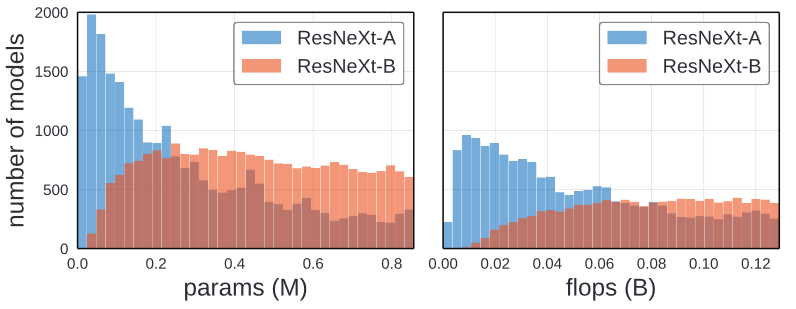 2000
1500
1000
500
0
number of models
ResNeXt-A
ResNeXt-B
0.0 0.2 0.4 0.6 0.8
params (M)
ResNeXt-A
ResNeXt-B
0.00 0.02 0.04 0.06 0.08 0.10 0.12
flops (B)